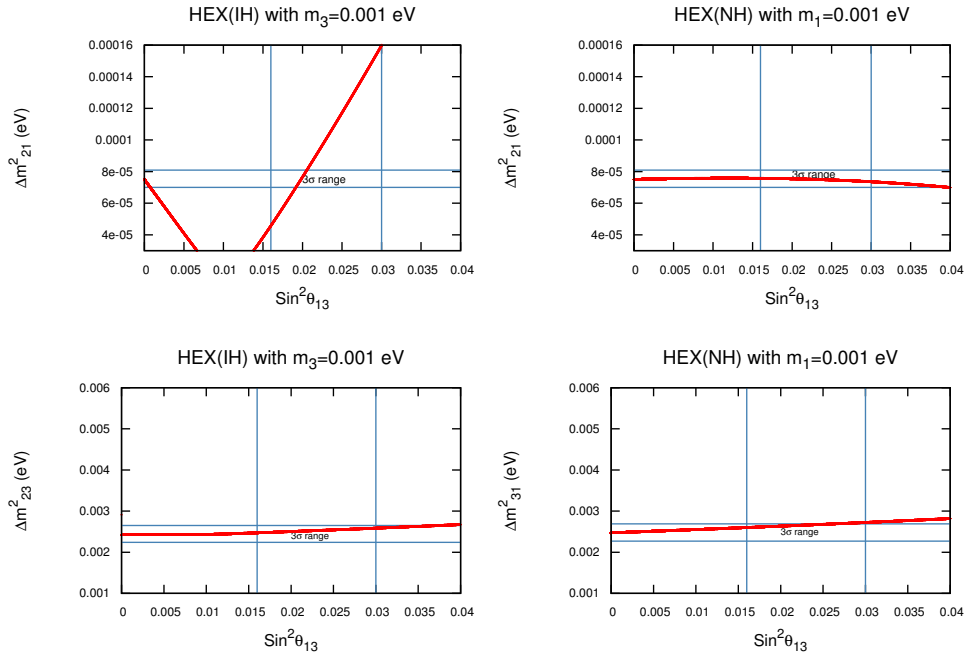 HEX(IH) with m₃=0.001 eV
0.00016
0.00014
0.00012
0.0001
8e-05
6e-05
4e-05
Δm²₂₁ (eV)
3σ range
0 0.005 0.01 0.015 0.02 0.025 0.03 0.035 0.04
Sin²θ₁₃
HEX(NH) with m₁=0.001 eV
0.00016
0.00014
0.00012
0.0001
8e-05
6e-05
4e-05
Δm²₂₁ (eV)
3σ range
0 0.005 0.01 0.015 0.02 0.025 0.03 0.035 0.04
Sin²θ₁₃
HEX(IH) with m₃=0.001 eV
0.006
0.005
0.004
0.003
0.002
0.001
Δm²₂₃ (eV)
3σ range
0 0.005 0.01 0.015 0.02 0.025 0.03 0.035 0.04
Sin²θ₁₃
HEX(NH) with m₁=0.001 eV
0.006
0.005
0.004
0.003
0.002
0.001
Δm²₃₁ (eV)
3σ range
0 0.005 0.01 0.015 0.02 0.025 0.03 0.035 0.04
Sin²θ₁₃